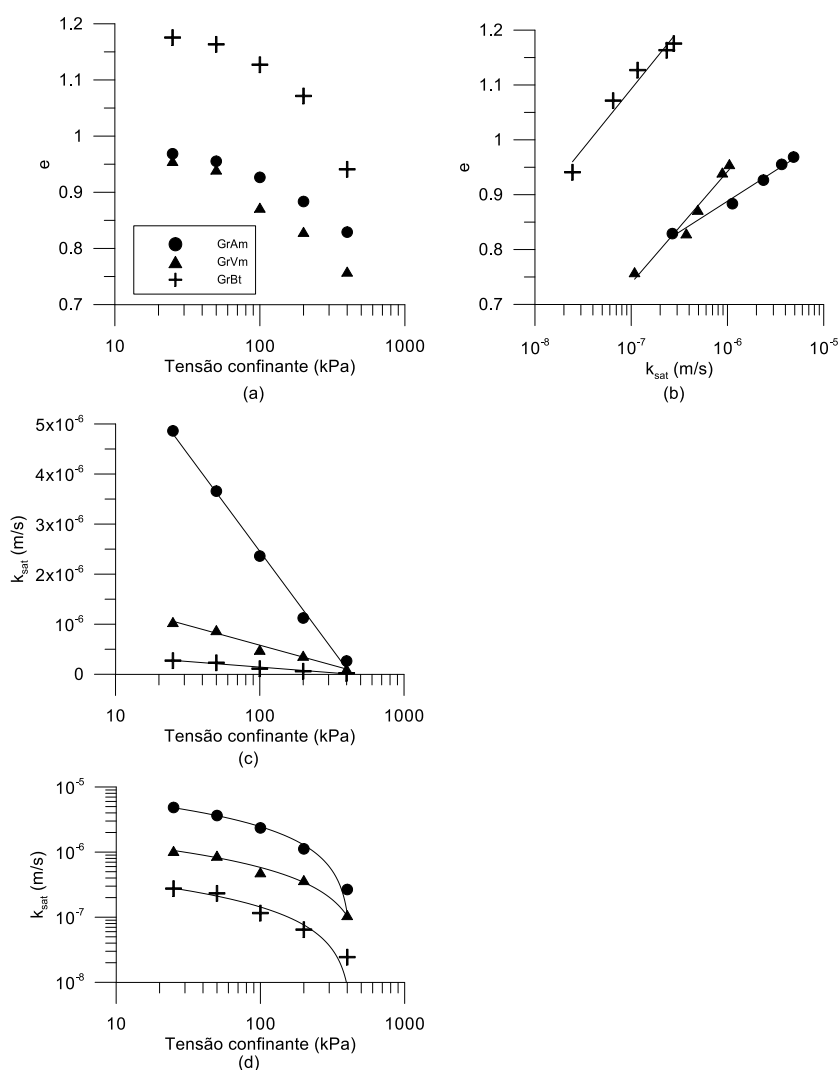 1.2
1.1
1
0.9
0.8
0.7
e
GrAm
GrVm
GrBt
10
100
1000
Tensão confinante (kPa)
(a)
1.2
1.1
1
0.9
0.8
0.7
e
10⁻⁸
10⁻⁷
10⁻⁶
10⁻⁵
kₛₐₜ (m/s)
(b)
5x10⁻⁶
4x10⁻⁶
3x10⁻⁶
2x10⁻⁶
10⁻⁶
0
kₛₐₜ (m/s)
10
100
1000
Tensão confinante (kPa)
(c)
10⁻⁵
10⁻⁶
10⁻⁷
10⁻⁸
kₛₐₜ (m/s)
10
100
1000
Tensão confinante (kPa)
(d)